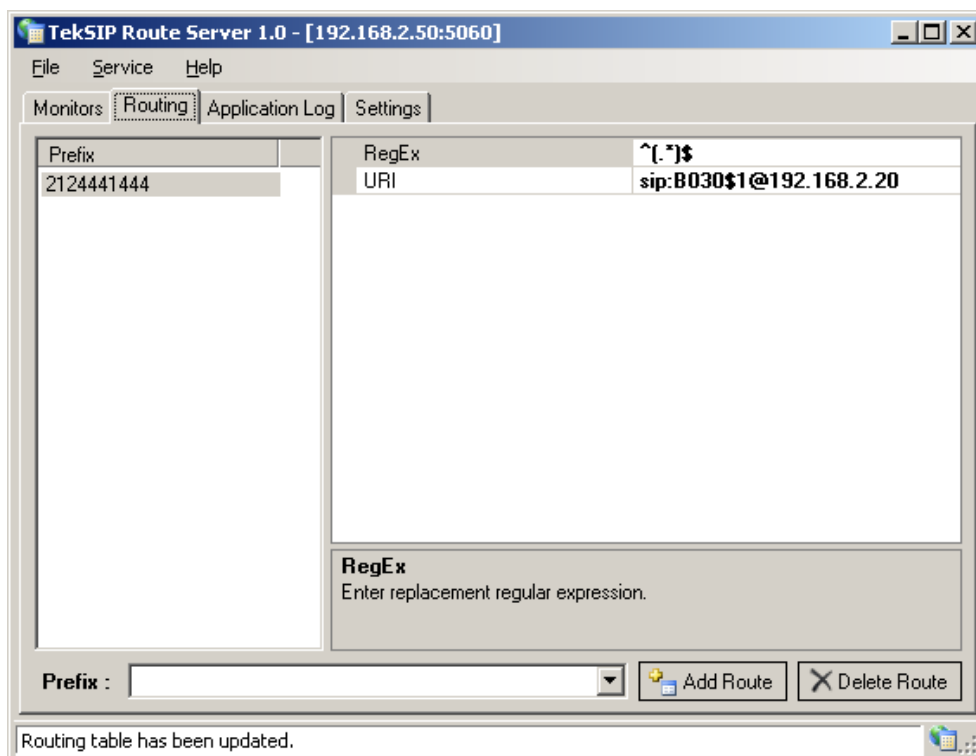 TekSIP Route Server 1.0 - [192.168.2.50:5060]
File Service Help
Monitors Routing Application Log Settings
Prefix
2124441444
RegEx ^(.*)$
URI sip:B030$1@192.168.2.20
RegEx
Enter replacement regular expression.
Prefix : Add Route Delete Route
Routing table has been updated.